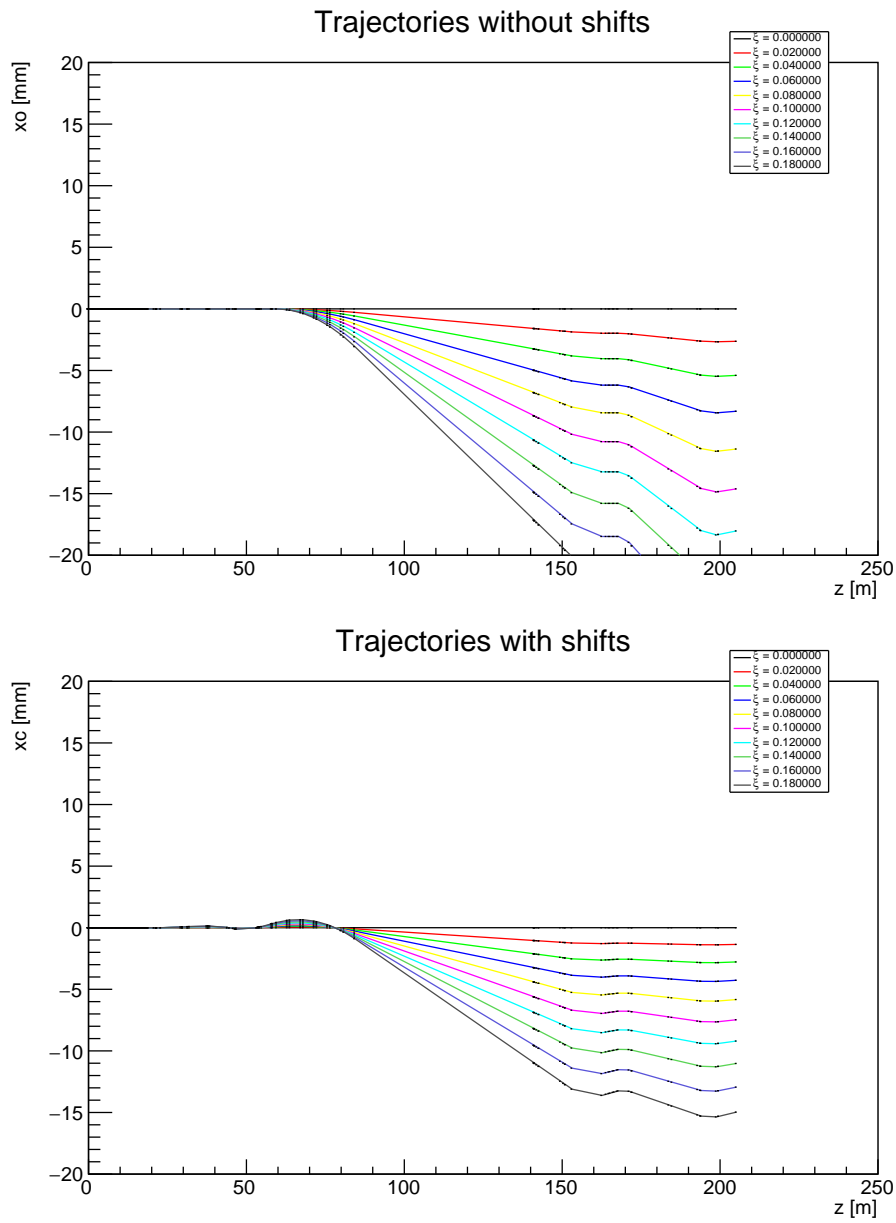 Trajectories without shifts
ξ = 0.000000
ξ = 0.020000
ξ = 0.040000
ξ = 0.060000
ξ = 0.080000
ξ = 0.100000
ξ = 0.120000
ξ = 0.140000
ξ = 0.160000
ξ = 0.180000
xo [mm]
20
15
10
5
0
−5
−10
−15
−20
0 50 100 150 200 250
z [m]
Trajectories with shifts
ξ = 0.000000
ξ = 0.020000
ξ = 0.040000
ξ = 0.060000
ξ = 0.080000
ξ = 0.100000
ξ = 0.120000
ξ = 0.140000
ξ = 0.160000
ξ = 0.180000
xc [mm]
20
15
10
5
0
−5
−10
−15
−20
0 50 100 150 200 250
z [m]